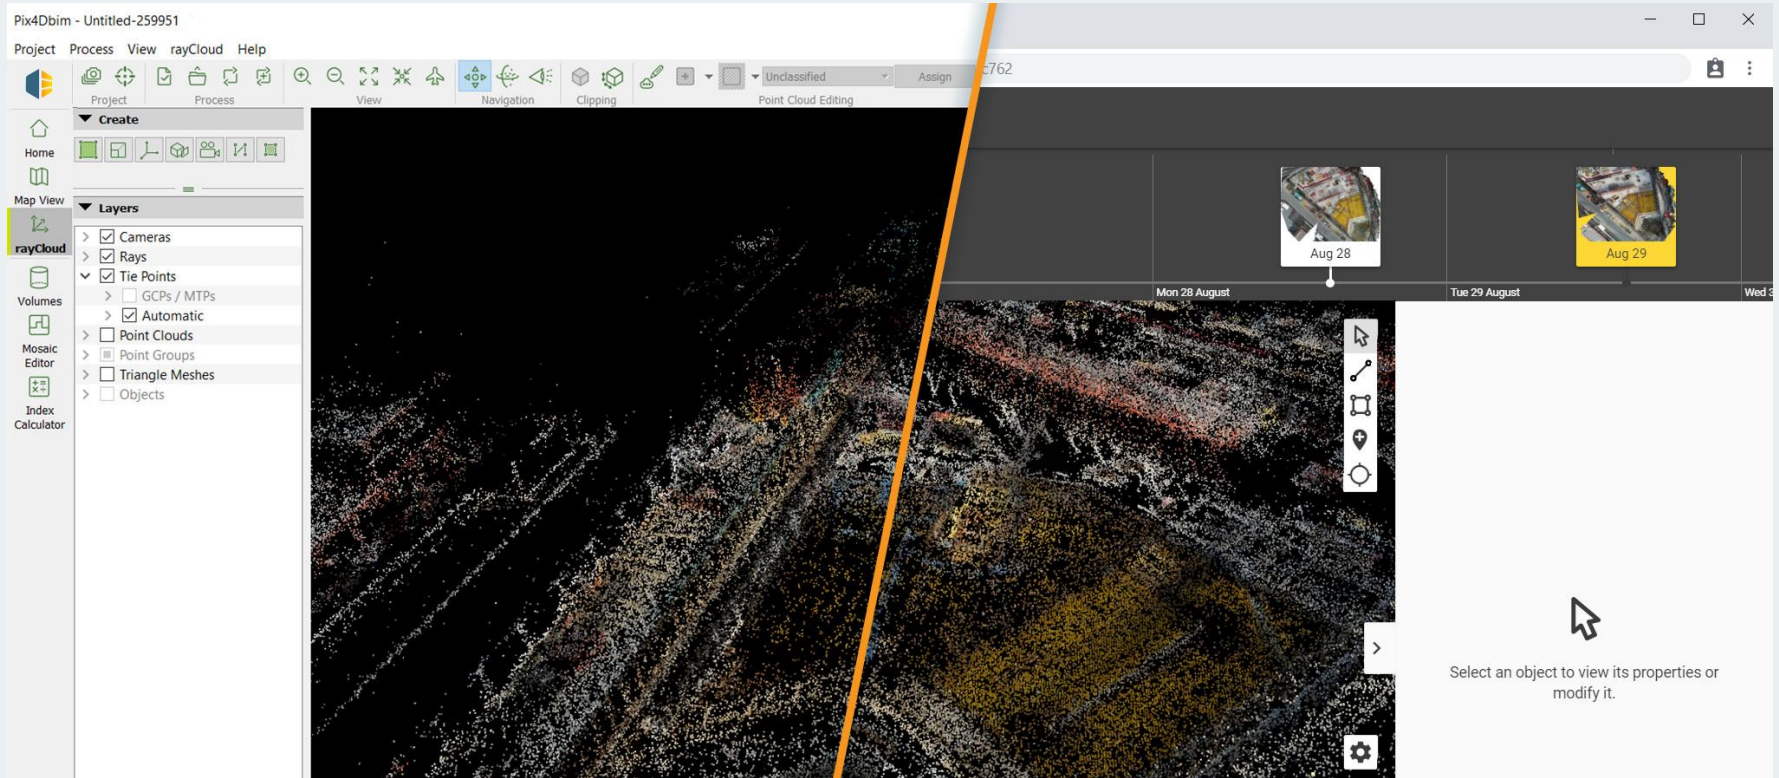 Pix4Dbim - Untitled-259951
Project Process View rayCloud Help
c762
Unclassified
Assign
Project
Process
View
Navigation
Clipping
Point Cloud Editing
Create
Home
Map View
rayCloud
Volumes
Mosaic
Editor
Index
Calculator
Layers
Cameras
Rays
Tie Points
GCPs / MTPs
Automatic
Point Clouds
Point Groups
Triangle Meshes
Objects
Aug 28
Aug 29
Mon 28 August
Tue 29 August
Wed 3
Select an object to view its properties or
modify it.